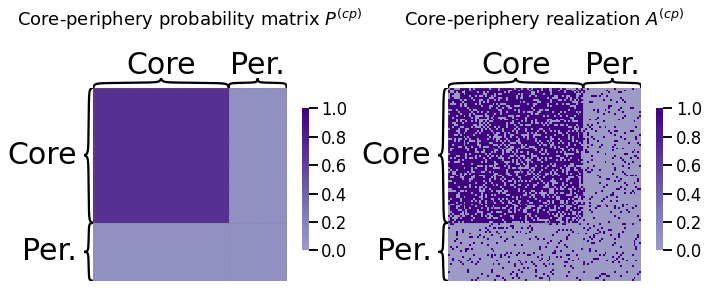 Core-periphery probability matrix P^(cp)
Core Per.
Core
Per.
1.0
0.8
0.6
0.4
0.2
0.0
Core-periphery realization A^(cp)
Core Per.
Core
Per.
1.0
0.8
0.6
0.4
0.2
0.0